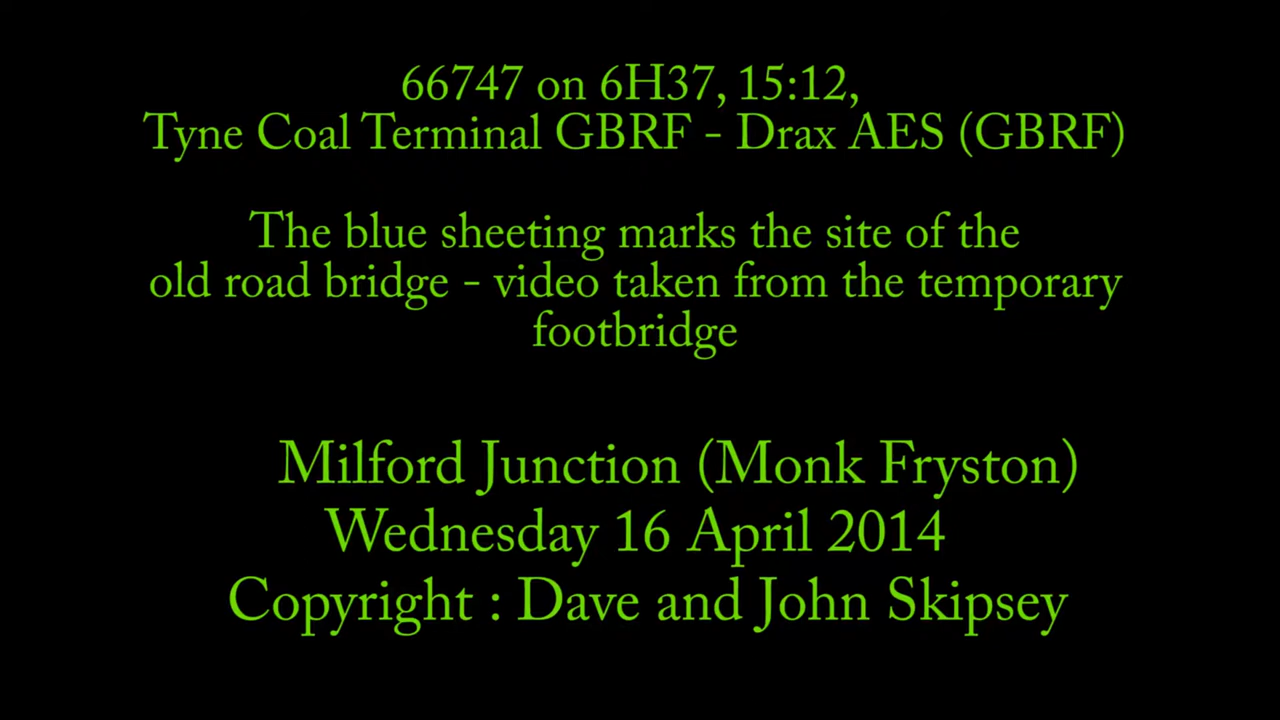 66747 on 6H37, 15:12,
Tyne Coal Terminal GBRF - Drax AES (GBRF)
The blue sheeting marks the site of the
old road bridge - video taken from the temporary
footbridge
Milford Junction (Monk Fryston)
Wednesday 16 April 2014
Copyright : Dave and John Skipsey